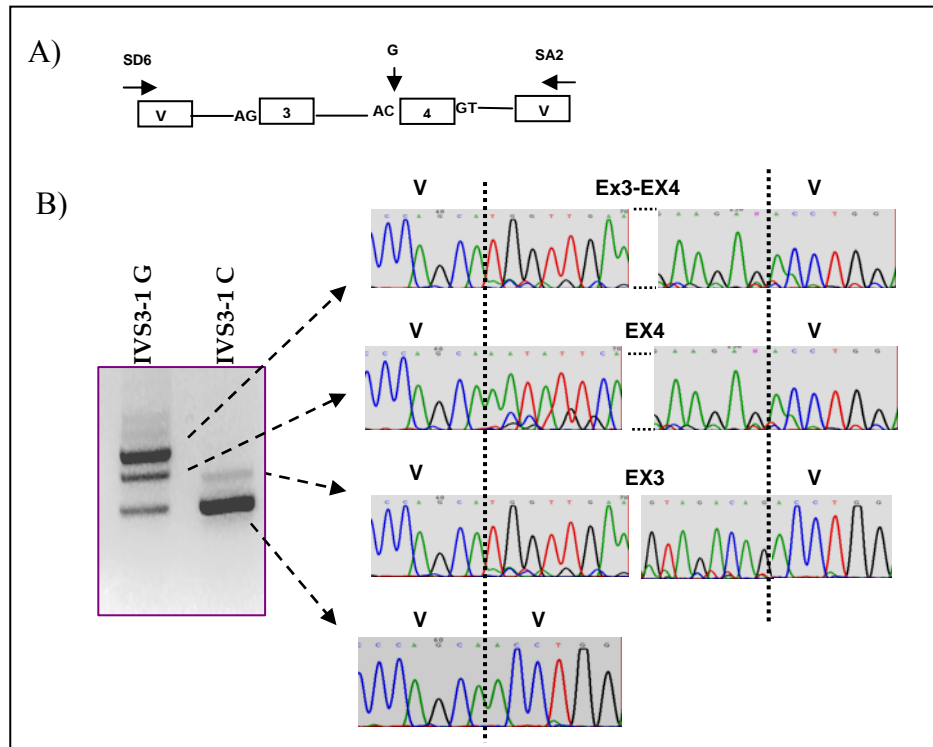 A)
SD6
G
SA2
V
AG
3
AC
4
GT
V
B)
IVS3-1 G
IVS3-1 C
V
Ex3-EX4
V
C C A G C A T G G T T G A A
G A A G A N A C C T G G
V
EX4
V
C C C A G C A A A T A T T C A
G A A G A N A C C T G G
V
EX3
V
C C A G C A T G G T T G A A
G T A G A C A G A C C T G G
V
V
C C C A G C A A C C T G G